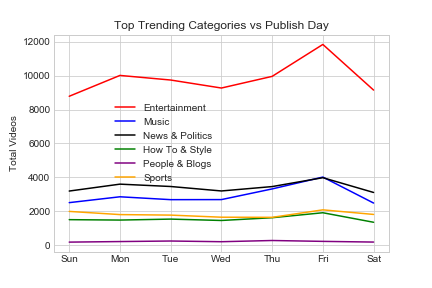 Top Trending Categories vs Publish Day
12000
10000
8000
6000
4000
2000
0
Total Videos
Entertainment
Music
News & Politics
How To & Style
People & Blogs
Sports
Sun Mon Tue Wed Thu Fri Sat